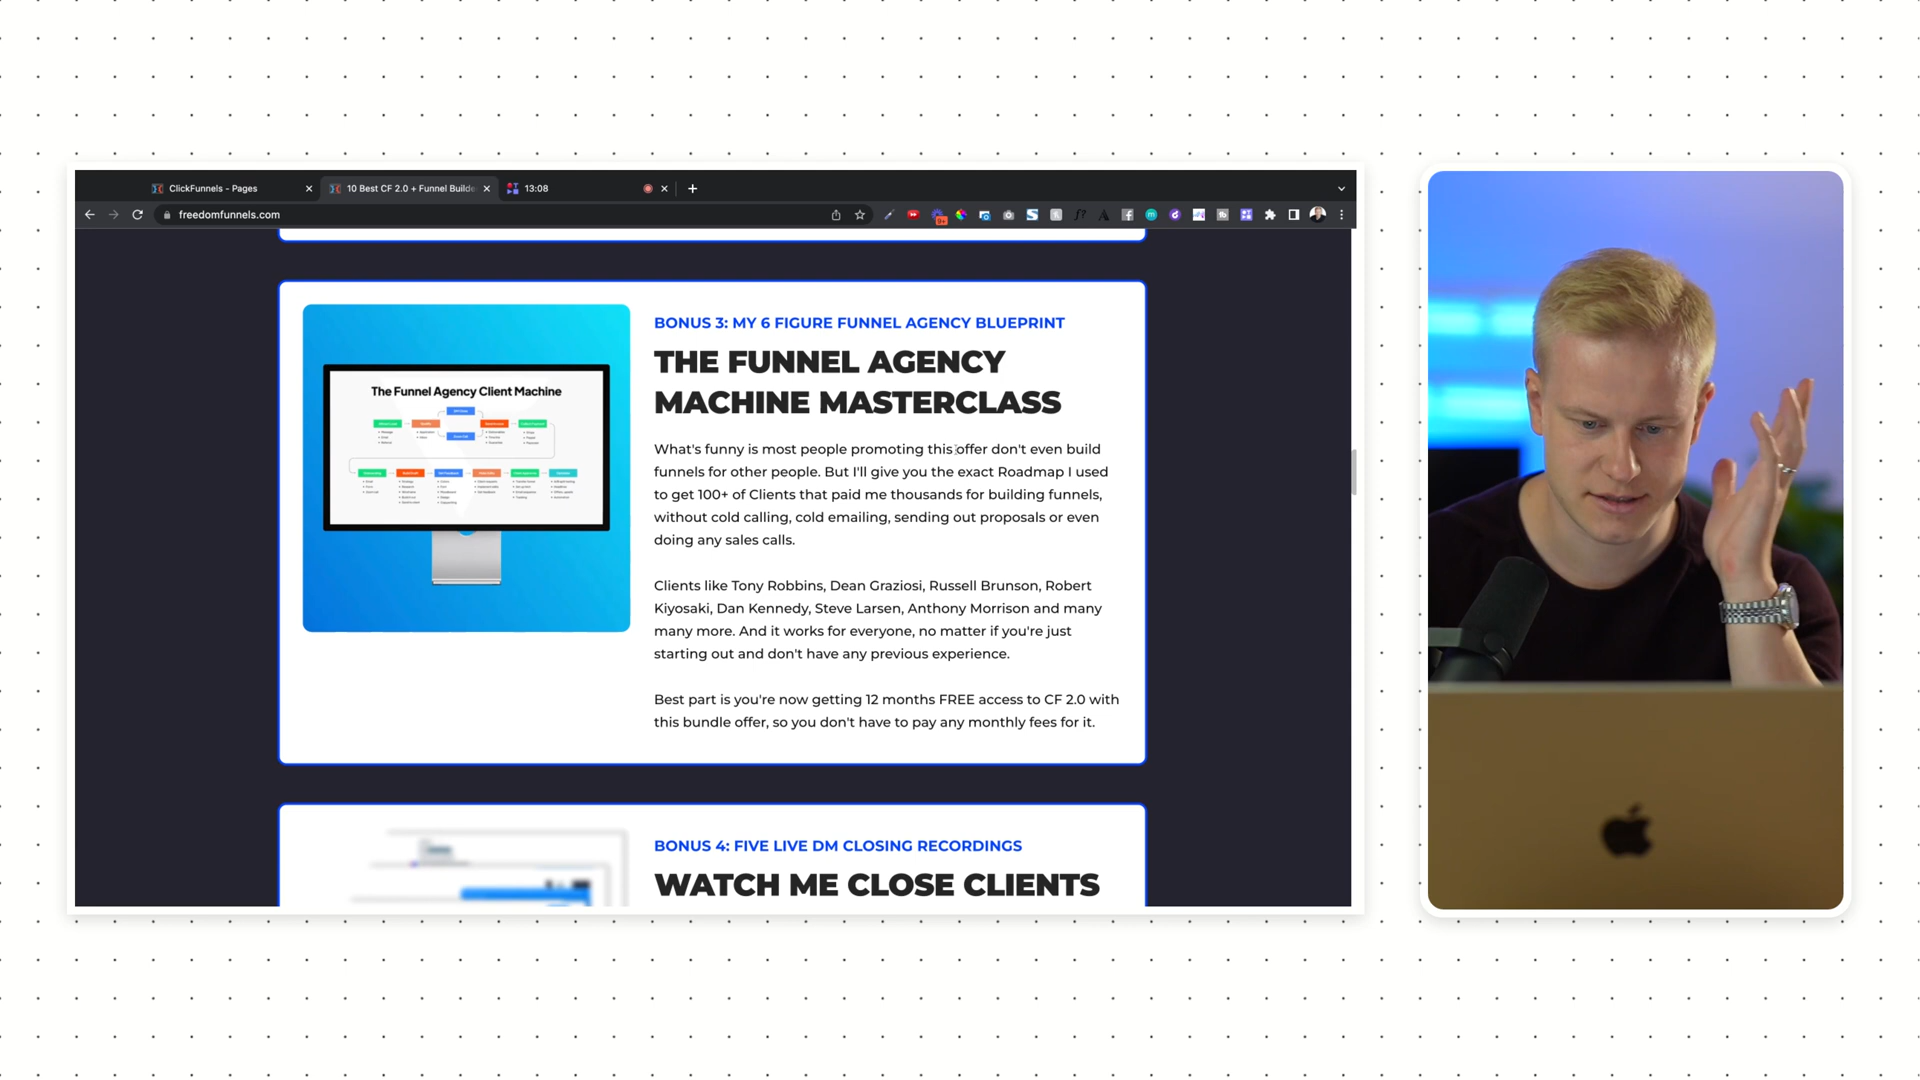 ClickFunnels - Pages
10 Best CF 2.0 + Funnel Builde
13:08
freedomfunnels.com
9+
The Funnel Agency Client Machine
BONUS 3: MY 6 FIGURE FUNNEL AGENCY BLUEPRINT
THE FUNNEL AGENCY
MACHINE MASTERCLASS
What's funny is most people promoting this offer don't even build
funnels for other people. But I'll give you the exact Roadmap I used
to get 100+ of Clients that paid me thousands for building funnels,
without cold calling, cold emailing, sending out proposals or even
doing any sales calls.
Clients like Tony Robbins, Dean Graziosi, Russell Brunson, Robert
Kiyosaki, Dan Kennedy, Steve Larsen, Anthony Morrison and many
many more. And it works for everyone, no matter if you're just
starting out and don't have any previous experience.
Best part is you're now getting 12 months FREE access to CF 2.0 with
this bundle offer, so you don't have to pay any monthly fees for it.
BONUS 4: FIVE LIVE DM CLOSING RECORDINGS
WATCH ME CLOSE CLIENTS